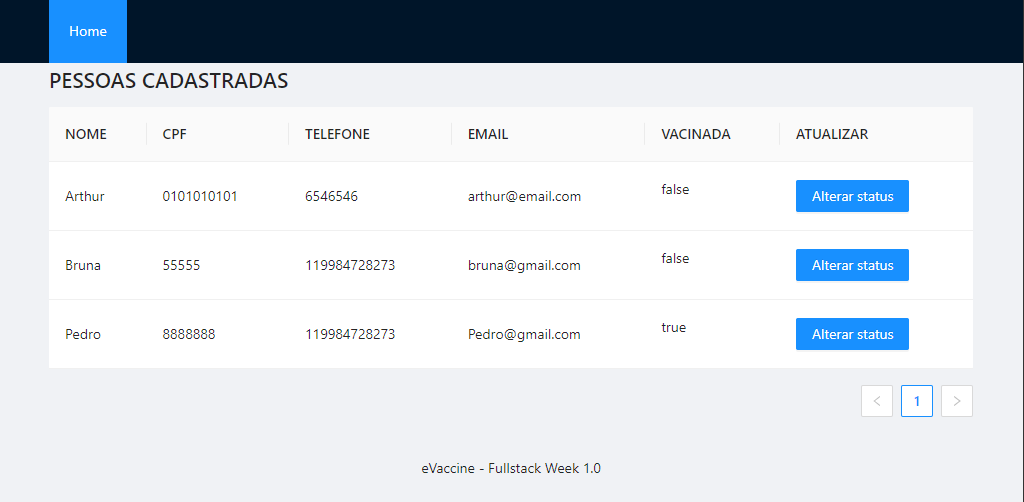 Home
PESSOAS CADASTRADAS
NOME CPF TELEFONE EMAIL VACINADA ATUALIZAR
Arthur 0101010101 6546546 arthur@email.com false Alterar status
Bruna 55555 119984728273 bruna@gmail.com false Alterar status
Pedro 8888888 119984728273 Pedro@gmail.com true Alterar status
< 1 >
eVaccine - Fullstack Week 1.0